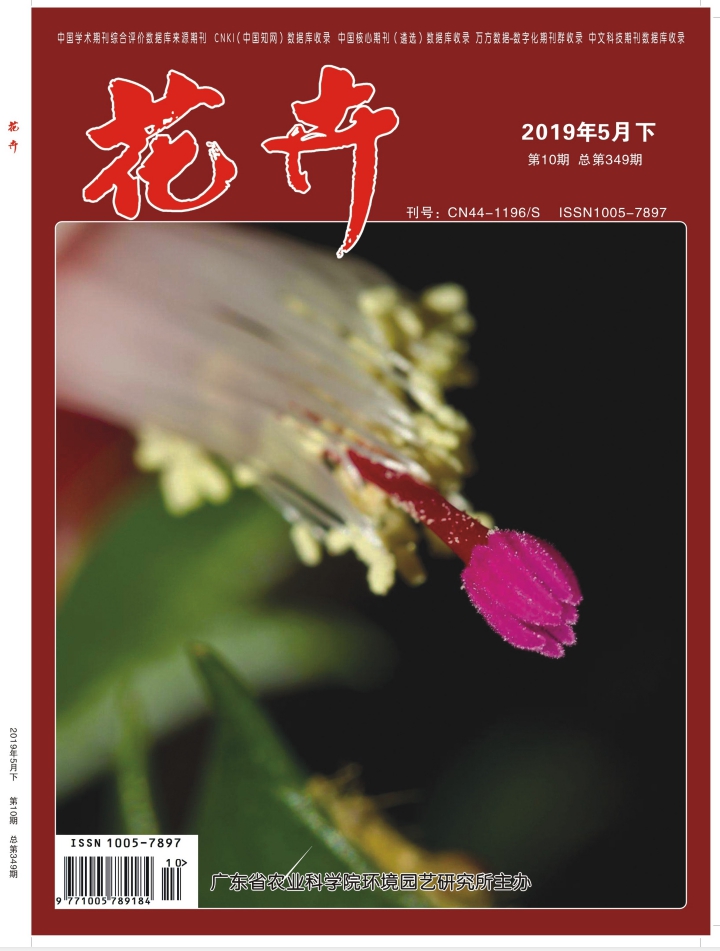 中国学术期刊综合评价数据库来源期刊 CNKI(中国知网)数据库收录 中国核心期刊(遴选)数据库收录 万方数据-数字化期刊群收录 中文科技期刊数据库收录
花卉
2019年5月下
第10期 总第349期
刊号：CN44-1196/S ISSN1005-7897
花卉
2019年5月下 第10期 总第349期
ISSN 1005-7897
10>
9 771005 789184
广东省农业科学院环境园艺研究所主办